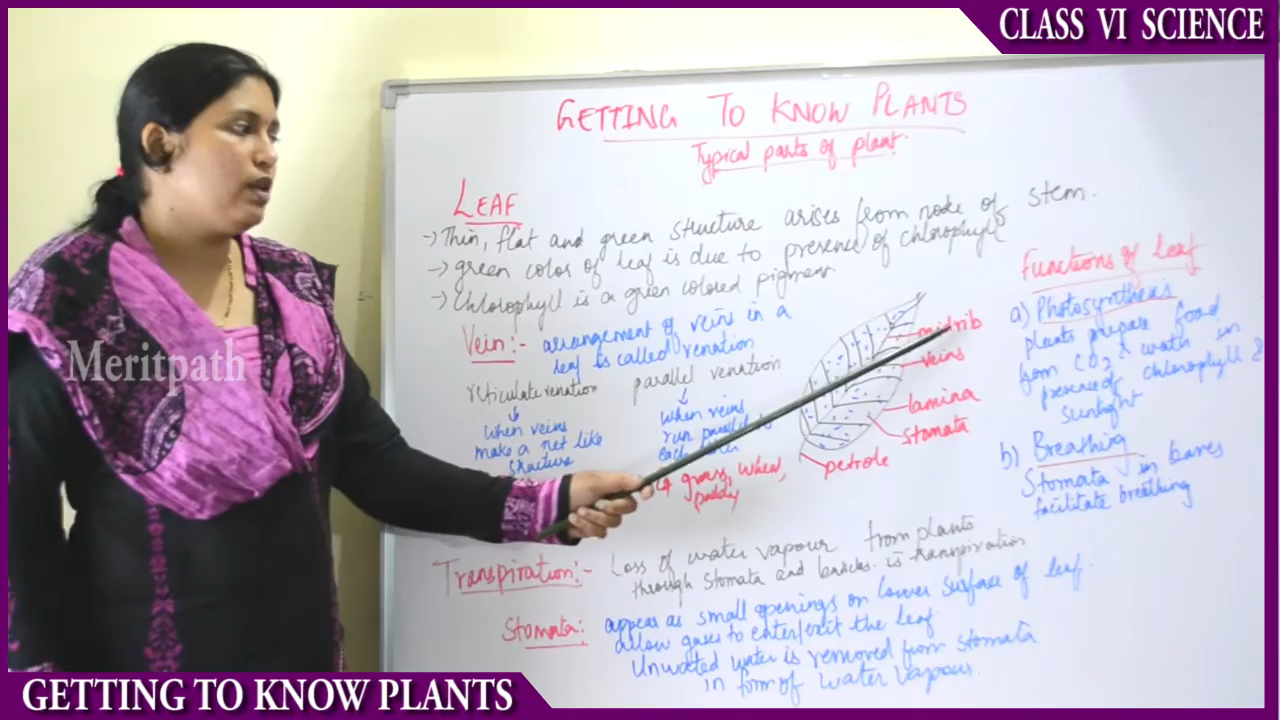 CLASS VI SCIENCE
GETTING TO KNOW PLANTS
Typical parts of plant.
LEAF
-) Thin, flat and green structure arises from node of stem.
-) green color of leaf is due to presence of chlorophyll
-) Chlorophyll is a green colored pigment.
Vein:- arrangement of veins in a
leaf is called venation
reticulate venation
when veins
make a net like
structure
parallel venation
when veins
run parallel to
each
grass, wheat,
paddy
midrib
veins
lamina
stomata
petiole
Functions of leaf
a) Photosynthesis
plants prepare food
from CO2 & water in
presence of chlorophyll &
sunlight
b) Breathing
Stomata in leaves
facilitate breathing
Transpiration:- Loss of water vapour from plants
through stomata and is transpiration
Stomata: appear as small openings on lower surface of leaf.
allow gases to enter/exit the leaf
Unwated water is removed from stomata
in form of water vapours.
Meritpath
GETTING TO KNOW PLANTS